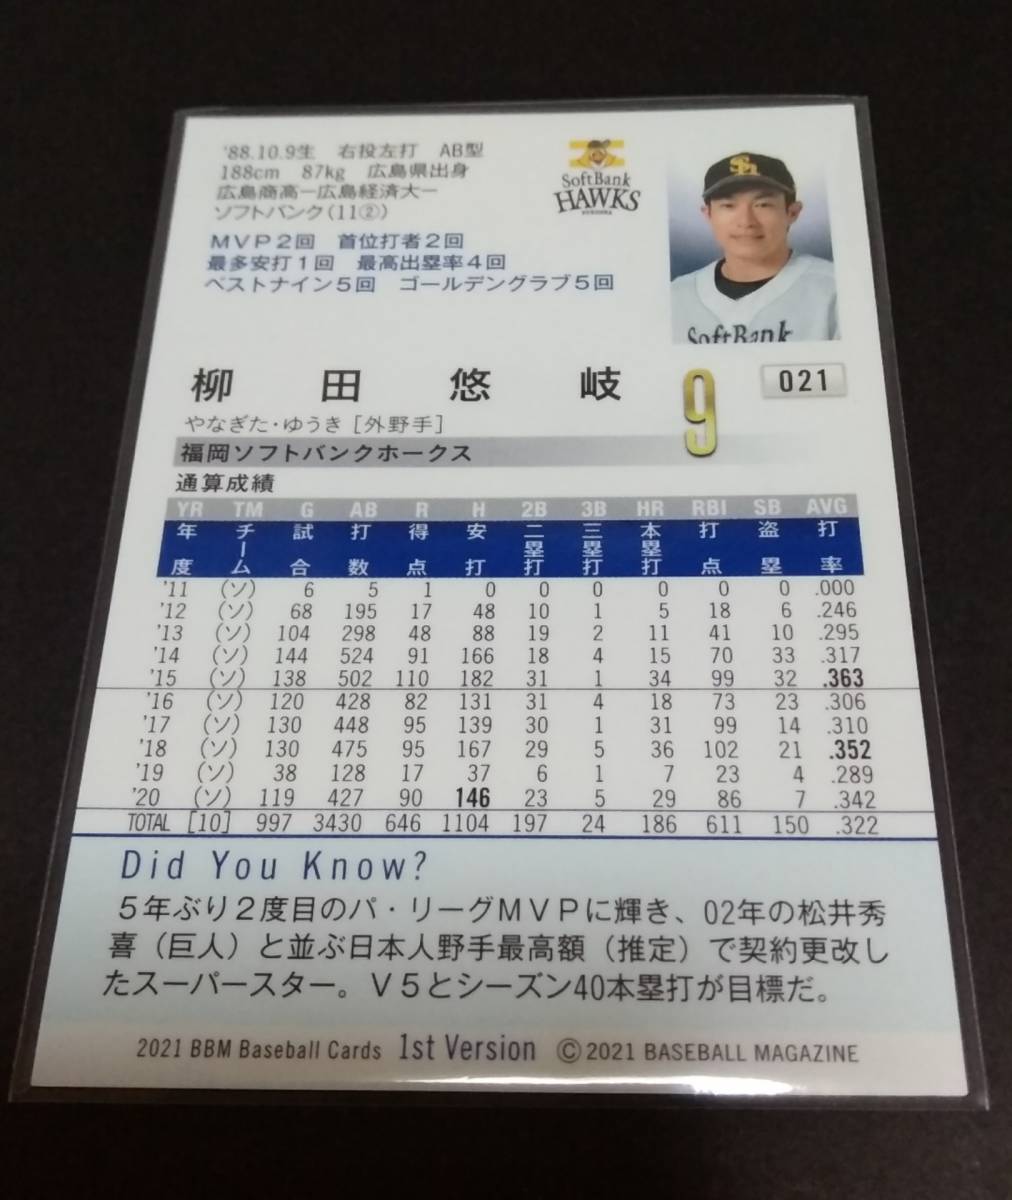 '88.10.9生 右投左打 AB型
188cm 87kg 広島県出身
広島商高ー広島経済大ー
ソフトバンク(11②)
MVP2回 首位打者2回
最多安打1回 最高出塁率4回
ベストナイン5回 ゴールデングラブ5回
SoftBank
HAWKS
SoftBank
柳田悠岐
9
021
やなぎた・ゆうき[外野手]
福岡ソフトバンクホークス
通算成績
YR TM G AB R H 2B 3B HR RBI SB AVG
年度 チーム 試合 打数 得点 安打 二塁打 三塁打 本塁打 打点 盗塁 打率
'11 (ソ) 6 5 1 0 0 0 0 0 0 .000
'12 (ソ) 68 195 17 48 10 1 5 18 6 .246
'13 (ソ) 104 298 48 88 19 2 11 41 10 .295
'14 (ソ) 144 524 91 166 18 4 15 70 33 .317
'15 (ソ) 138 502 110 182 31 1 34 99 32 .363
'16 (ソ) 120 428 82 131 31 4 18 73 23 .306
'17 (ソ) 130 448 95 139 30 1 31 99 14 .310
'18 (ソ) 130 475 95 167 29 5 36 102 21 .352
'19 (ソ) 38 128 17 37 6 1 7 23 4 .289
'20 (ソ) 119 427 90 146 23 5 29 86 7 .342
TOTAL [10] 997 3430 646 1104 197 24 186 611 150 .322
Did You Know?
5年ぶり2度目のパ・リーグMVPに輝き、02年の松井秀
喜(巨人)と並ぶ日本人野手最高額(推定)で契約更改し
たスーパースター。V5とシーズン40本塁打が目標だ。
2021 BBM Baseball Cards 1st Version ©2021 BASEBALL MAGAZINE